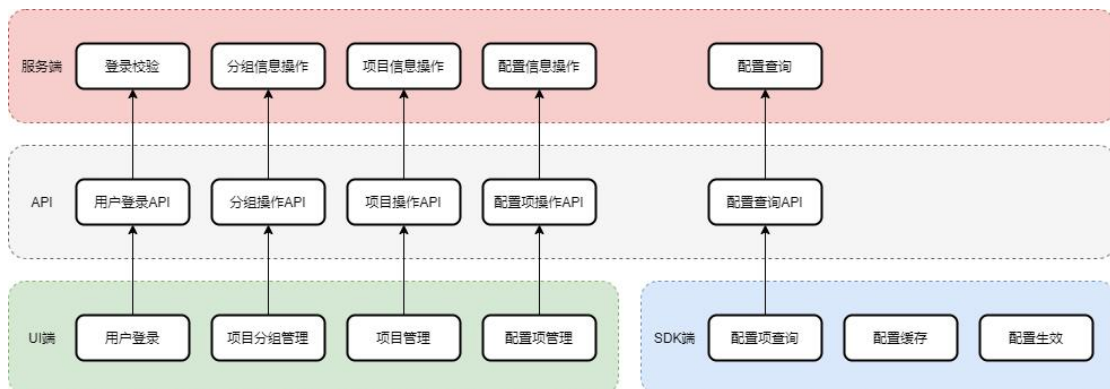 服务端
登录校验
分组信息操作
项目信息操作
配置信息操作
配置查询
API
用户登录API
分组操作API
项目操作API
配置项操作API
配置查询API
UI端
用户登录
项目分组管理
项目管理
配置项管理
SDK端
配置项查询
配置缓存
配置生效